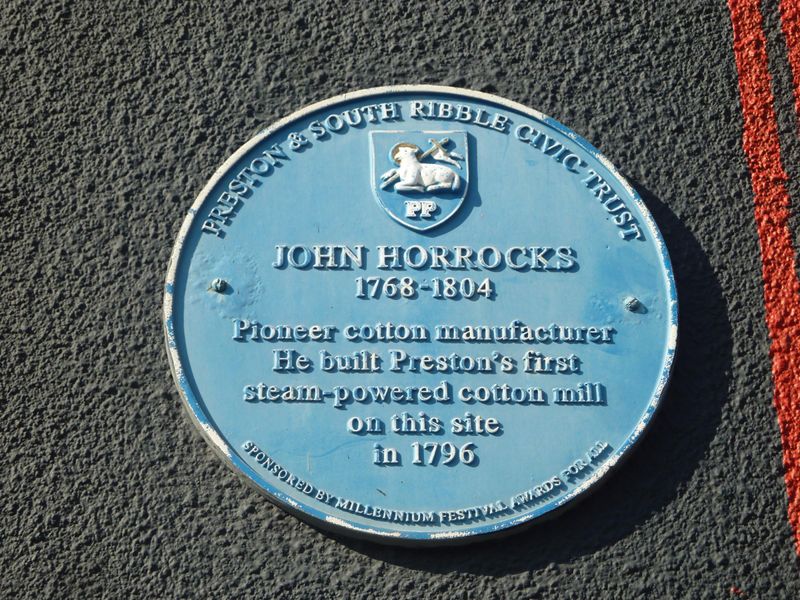 PRESTON & SOUTH RIBBLE CIVIC TRUST
PP
JOHN HORROCKS
1768-1804
Pioneer cotton manufacturer
He built Preston's first
steam-powered cotton mill
on this site
in 1796
SPONSORED BY MILLENNIUM FESTIVAL AWARDS FOR ALL